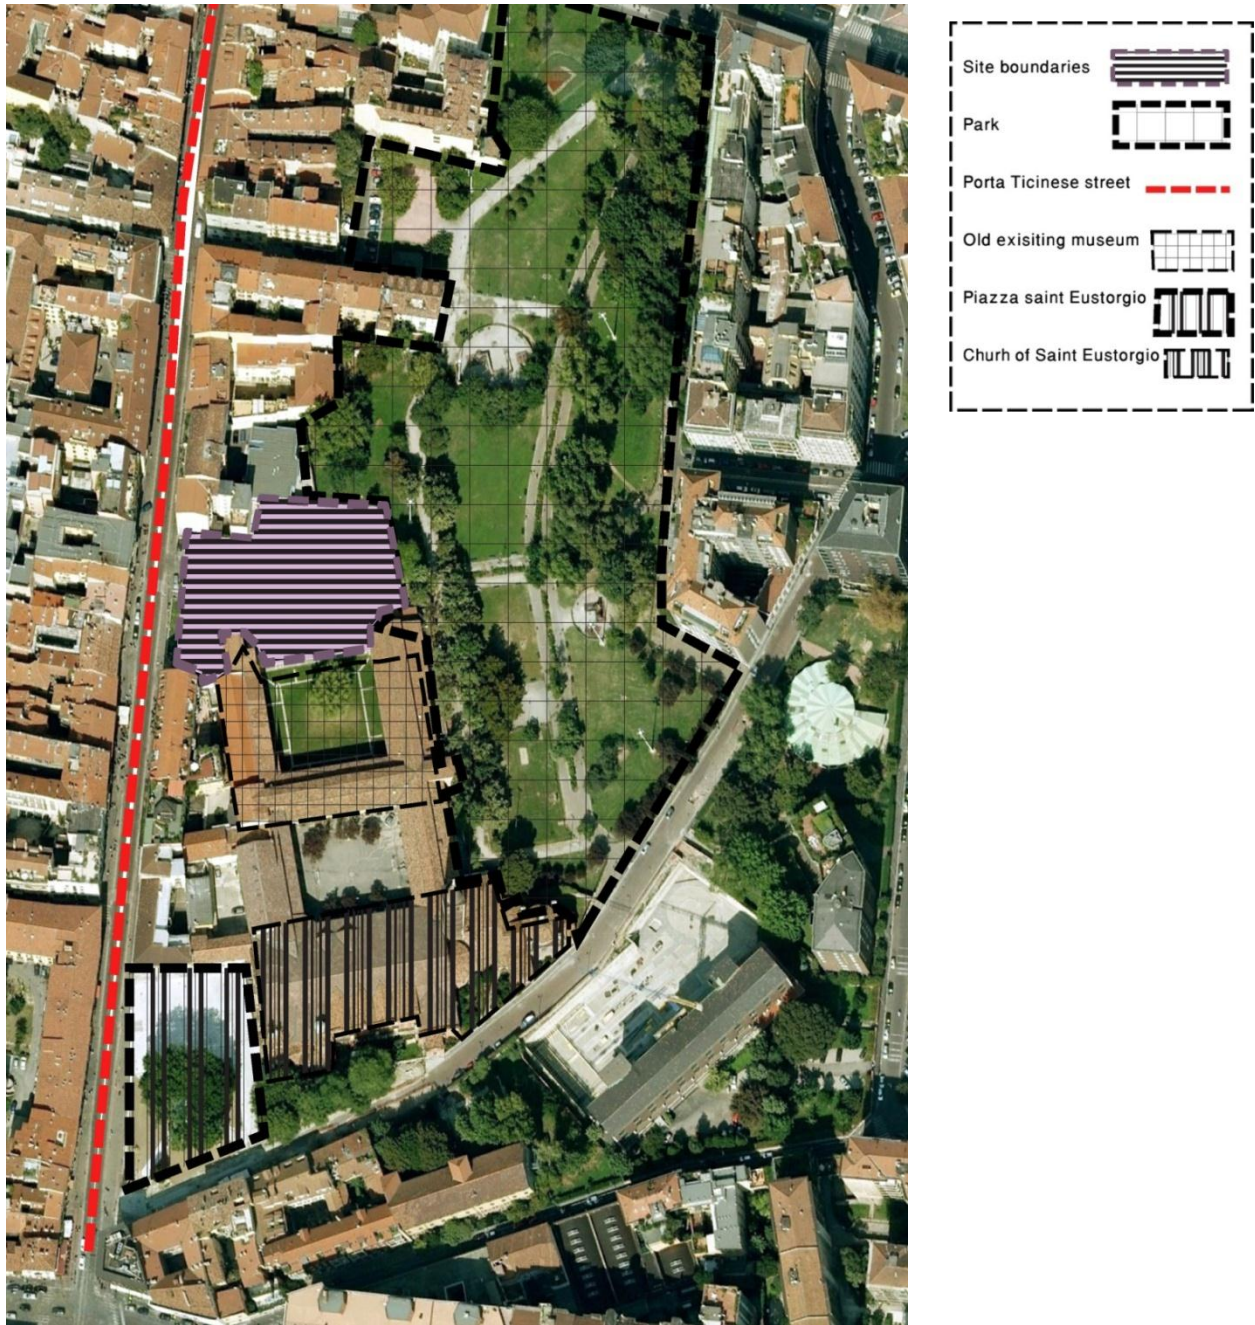 Site boundaries
Park
Porta Ticinese street
Old exisiting museum
Piazza saint Eustorgio
Churh of Saint Eustorgio